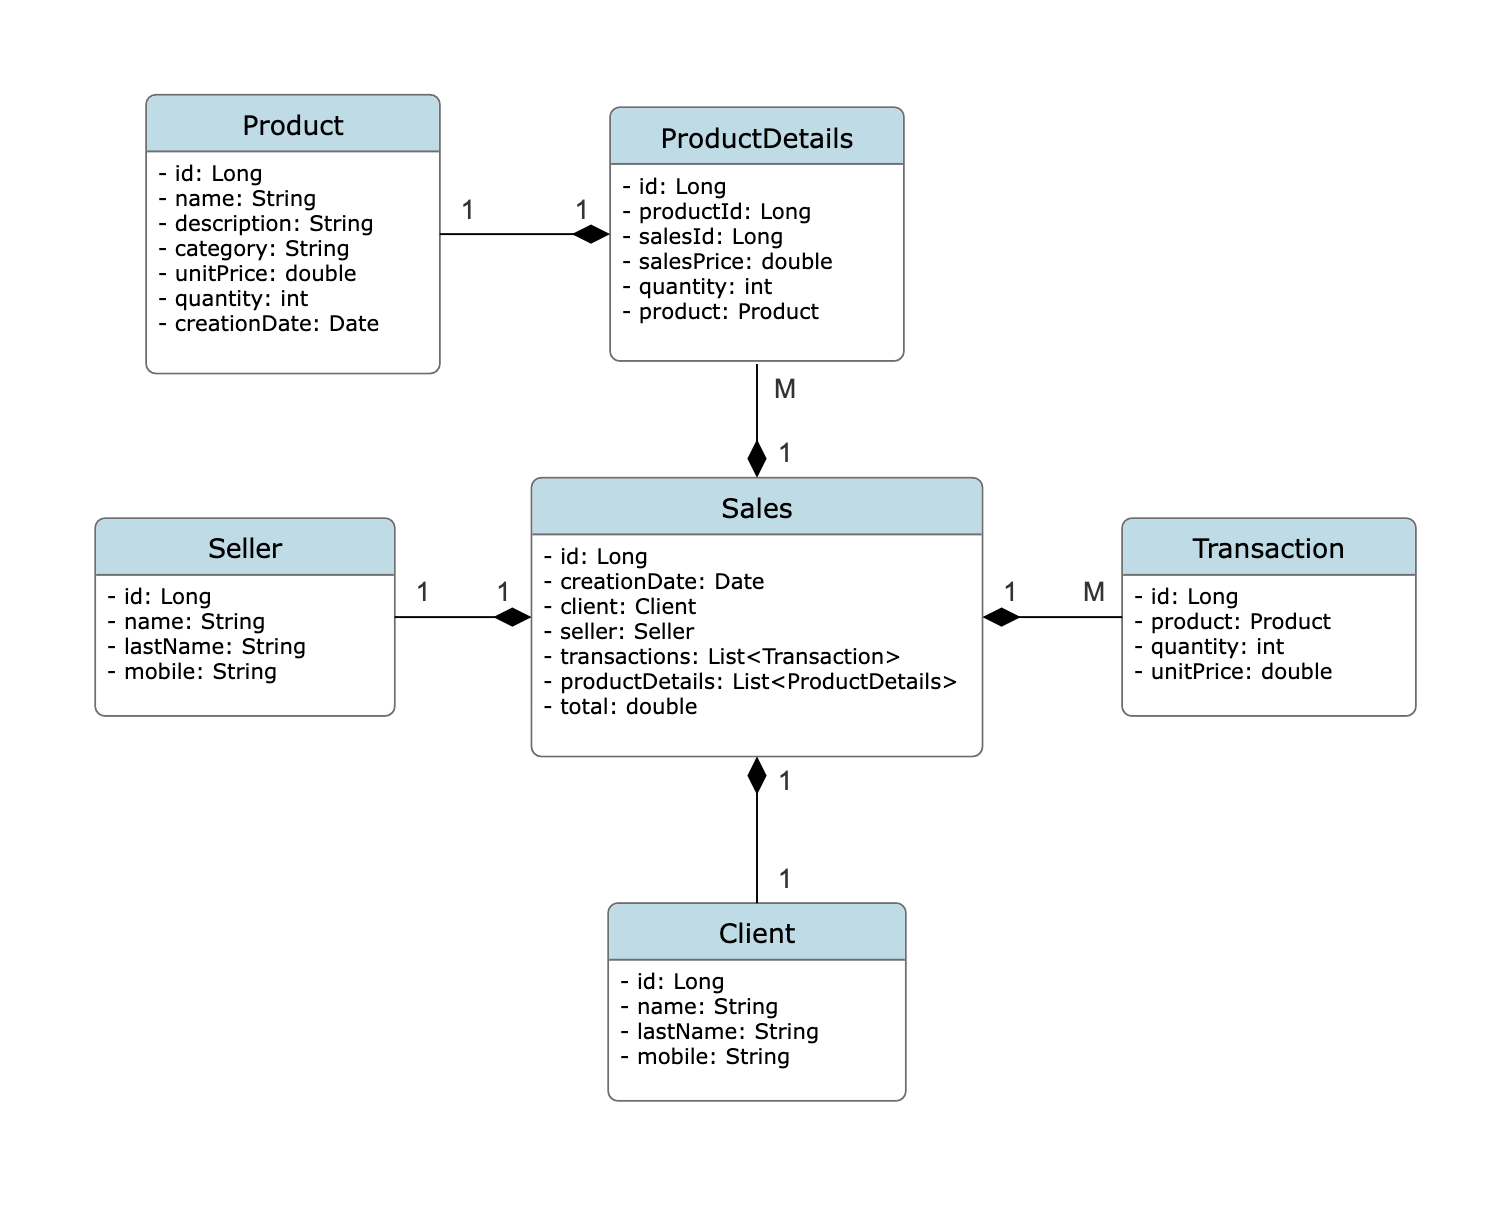 Product
- id: Long
- name: String
- description: String
- category: String
- unitPrice: double
- quantity: int
- creationDate: Date
1
1
ProductDetails
- id: Long
- productId: Long
- salesId: Long
- salesPrice: double
- quantity: int
- product: Product
M
1
Seller
- id: Long
- name: String
- lastName: String
- mobile: String
1
1
Sales
- id: Long
- creationDate: Date
- client: Client
- seller: Seller
- transactions: List<Transaction>
- productDetails: List<ProductDetails>
- total: double
1
M
Transaction
- id: Long
- product: Product
- quantity: int
- unitPrice: double
1
1
Client
- id: Long
- name: String
- lastName: String
- mobile: String